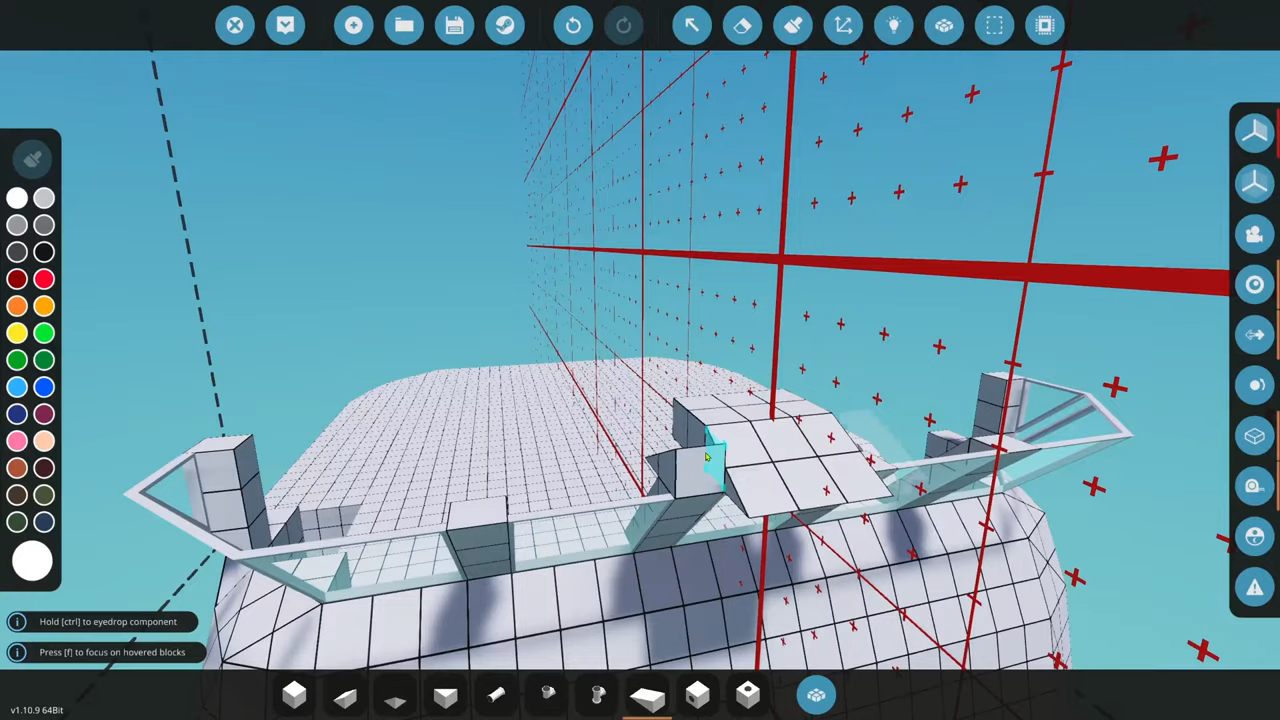 Hold [ctrl] to eyedrop component
Press [f] to focus on hovered blocks
v1.10.9 64Bit